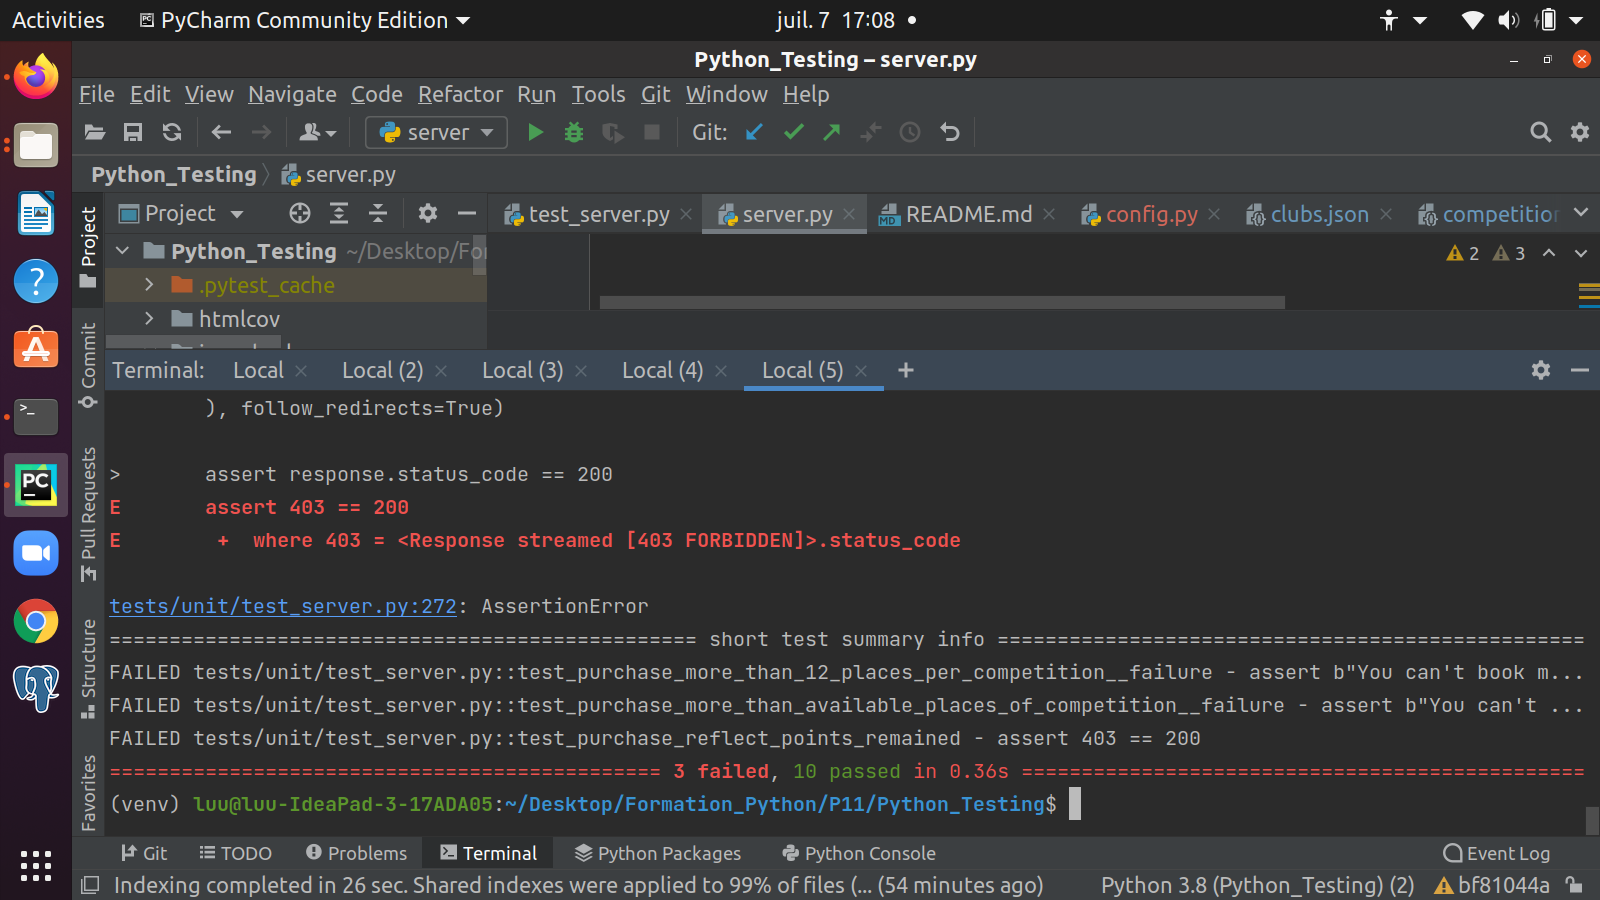 Activities
PyCharm Community Edition
juil. 7 17:08
Python_Testing – server.py
File Edit View Navigate Code Refactor Run Tools Git Window Help
server
Git:
Python_Testing
server.py
Project
test_server.py
server.py
README.md
config.py
clubs.json
competition
Python_Testing ~/Desktop/For
.pytest_cache
htmlcov
2
3
Project
Commit
Pull Requests
Structure
Favorites
Terminal: Local Local (2) Local (3) Local (4) Local (5) +
), follow_redirects=True)
> assert response.status_code == 200
E assert 403 == 200
E + where 403 = <Response streamed [403 FORBIDDEN]>.status_code
tests/unit/test_server.py:272: AssertionError
================================================= short test summary info =================================================
FAILED tests/unit/test_server.py::test_purchase_more_than_12_places_per_competition__failure - assert b"You can't book m...
FAILED tests/unit/test_server.py::test_purchase_more_than_available_places_of_competition__failure - assert b"You can't ...
FAILED tests/unit/test_server.py::test_purchase_reflect_points_remained - assert 403 == 200
============================================== 3 failed, 10 passed in 0.36s ===============================================
(venv) luu@luu-IdeaPad-3-17ADA05:~/Desktop/Formation_Python/P11/Python_Testing$
Git
TODO
Problems
Terminal
Python Packages
Python Console
Event Log
Indexing completed in 26 sec. Shared indexes were applied to 99% of files (... (54 minutes ago)
Python 3.8 (Python_Testing) (2)
bf81044a